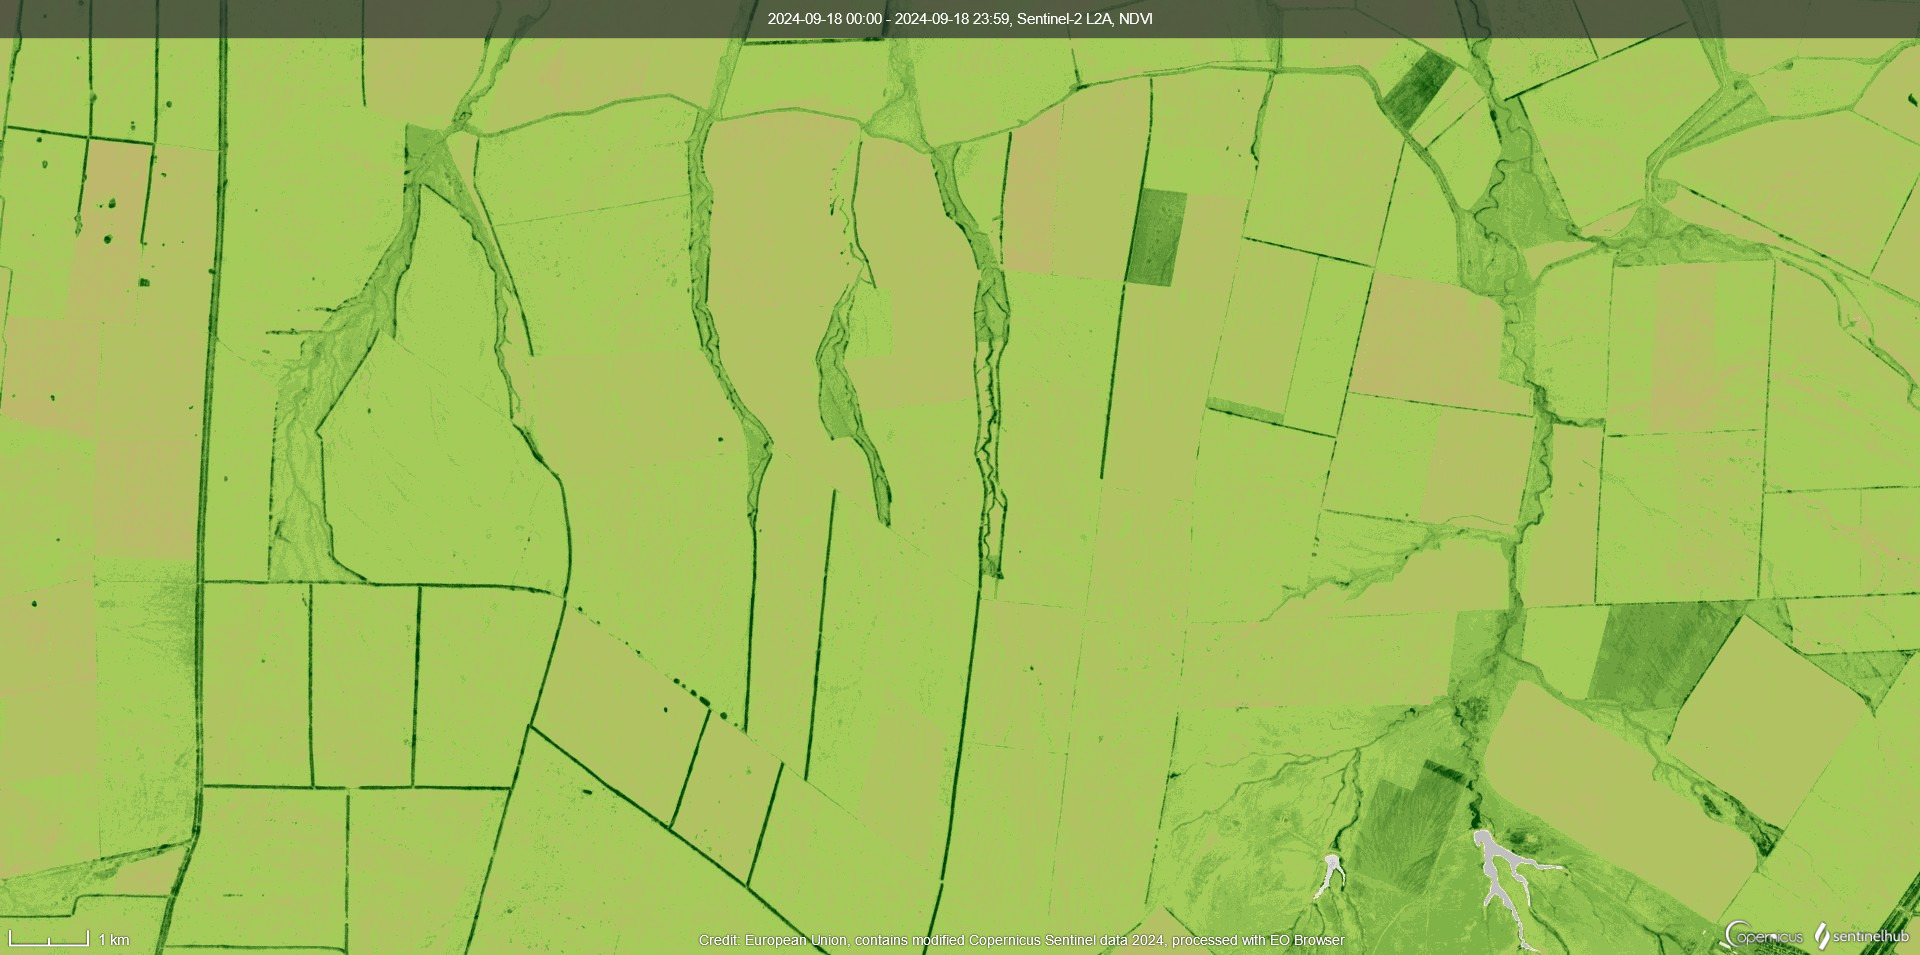 2024-09-18 00:00 - 2024-09-18 23:59, Sentinel-2 L2A, NDVI
1 km
Credit: European Union, contains modified Copernicus Sentinel data 2024, processed with EO Browser
opernicus
sentinelhub